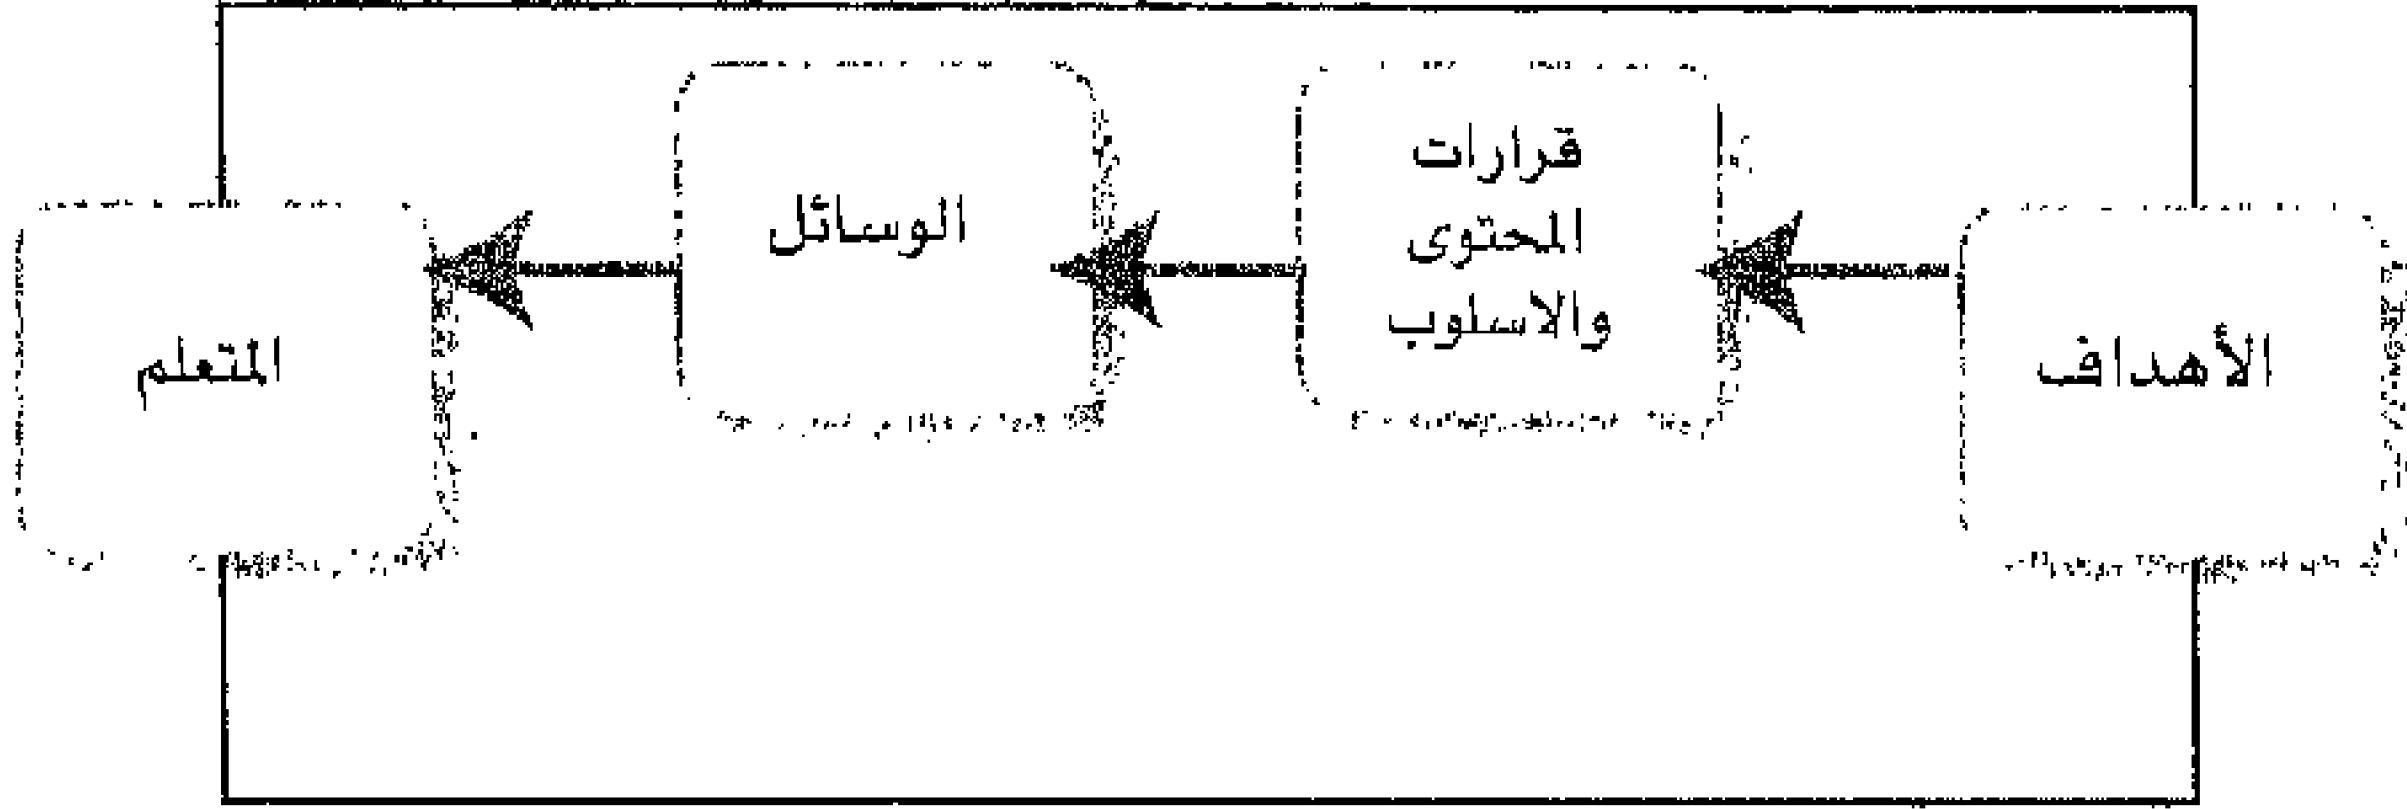 الأهداف
قرارات
المحتوى
والاسلوب
الوسائل
المتعلم